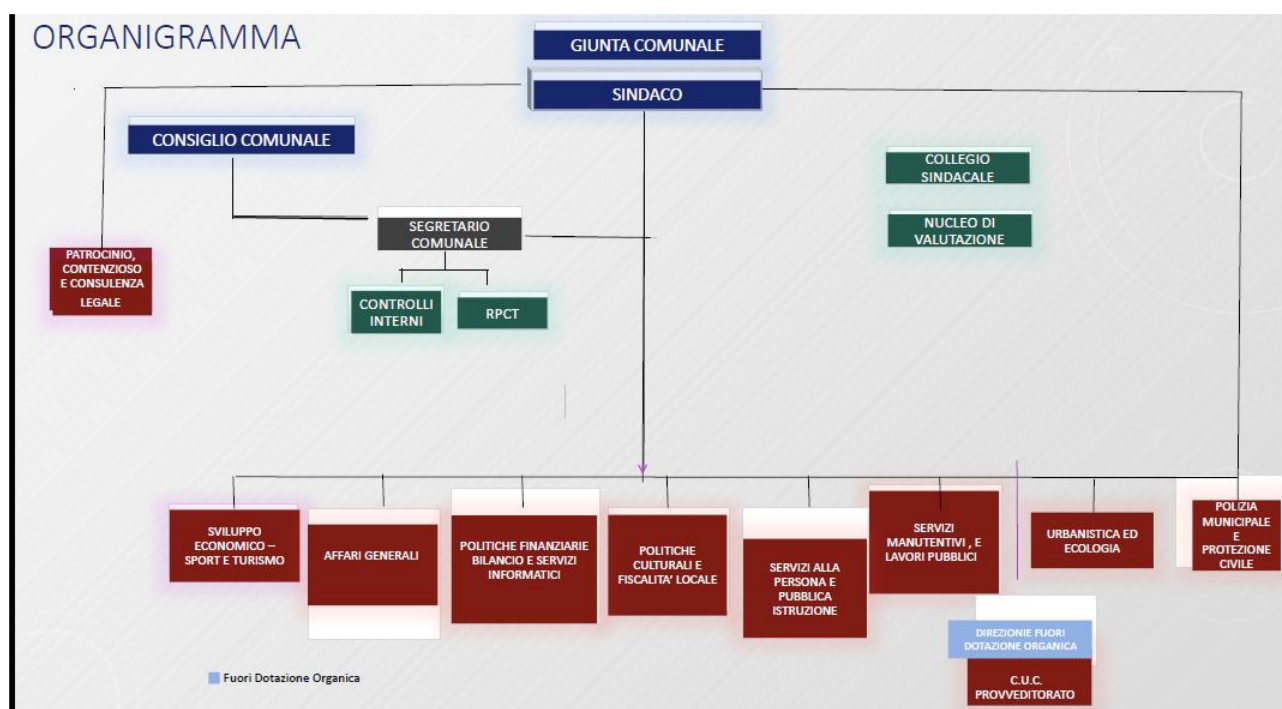 ORGANIGRAMMA
GIUNTA COMUNALE
SINDACO
CONSIGLIO COMUNALE
COLLEGIO
SINDACALE
SEGRETARIO
COMUNALE
NUCLEO DI
VALUTAZIONE
PATROCINIO,
CONTENZIOSO
E CONSULENZA
LEGALE
CONTROLLI
INTERNI
RPCT
SVILUPPO
ECONOMICO –
SPORT E TURISMO
AFFARI GENERALI
POLITICHE FINANZIARIE
BILANCIO E SERVIZI
INFORMATICI
POLITICHE
CULTURALI E
FISCALITA’ LOCALE
SERVIZI ALLA
PERSONA E
PUBBLICA
ISTRUZIONE
SERVIZI
MANUTENTIVI , E
LAVORI PUBBLICI
URBANISTICA ED
ECOLOGIA
POLIZIA
MUNICIPALE
E
PROTEZIONE
CIVILE
DIREZIONIE FUORI
DOTAZIONE ORGANICA
C.U.C.
PROVVEDITORATO
Fuori Dotazione Organica